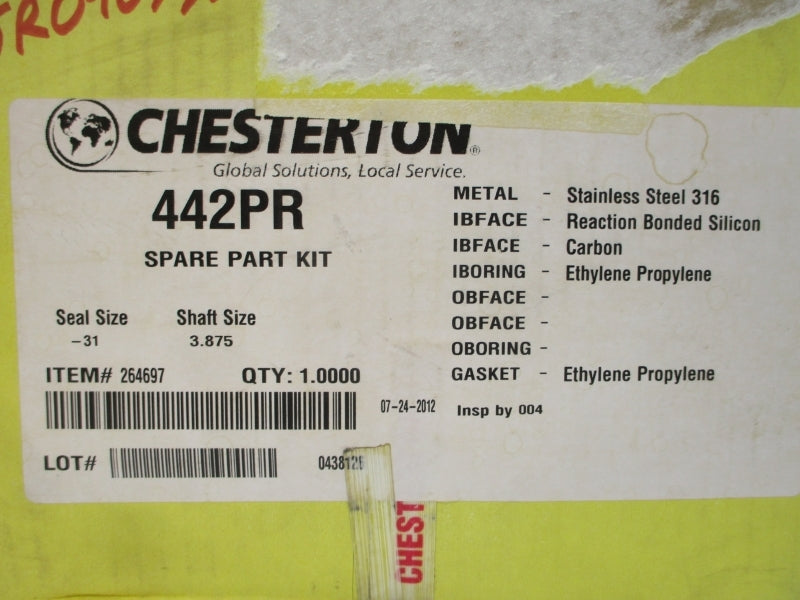 CHESTERTON®
Global Solutions, Local Service.
442PR
SPARE PART KIT
Seal Size Shaft Size
-31 3.875
ITEM# 264697 QTY: 1.0000
LOT#
METAL - Stainless Steel 316
IBFACE - Reaction Bonded Silicon
IBFACE - Carbon
IBORING - Ethylene Propylene
OBFACE -
OBFACE -
OBORING -
GASKET - Ethylene Propylene
07-24-2012 Insp by 004
CHEST